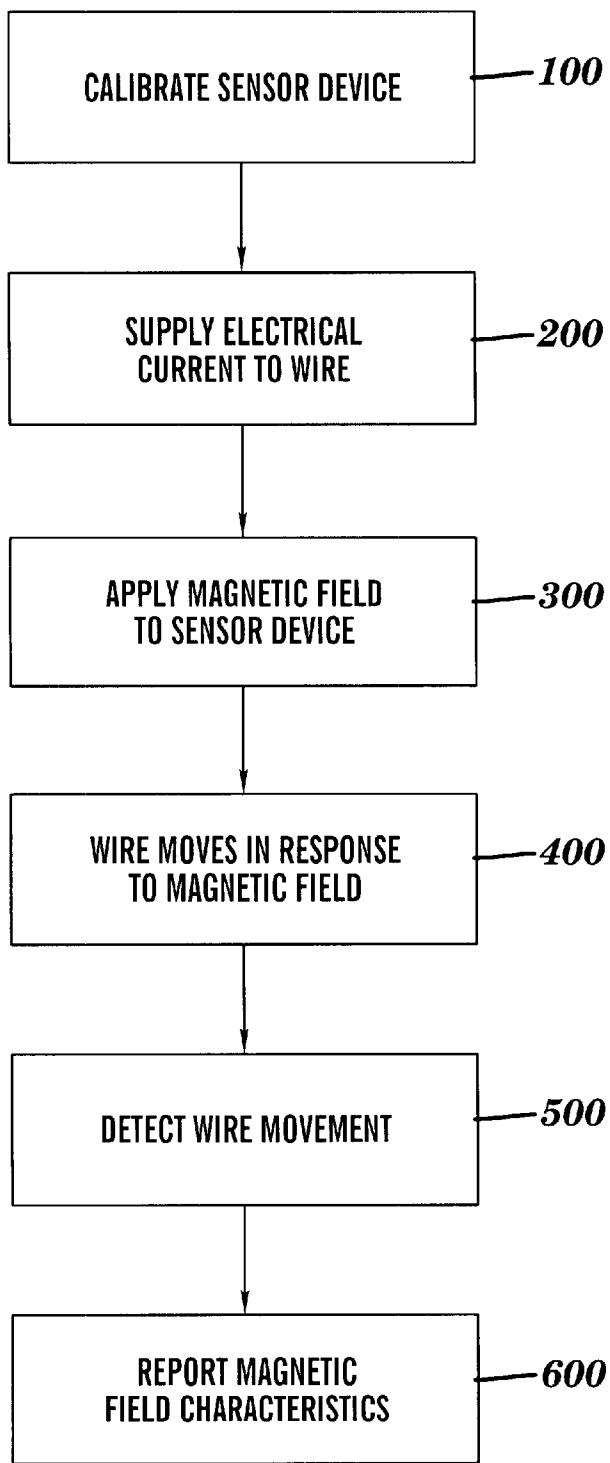 CALIBRATE SENSOR DEVICE
100
SUPPLY ELECTRICAL
CURRENT TO WIRE
200
APPLY MAGNETIC FIELD
TO SENSOR DEVICE
300
WIRE MOVES IN RESPONSE
TO MAGNETIC FIELD
400
DETECT WIRE MOVEMENT
500
REPORT MAGNETIC
FIELD CHARACTERISTICS
600